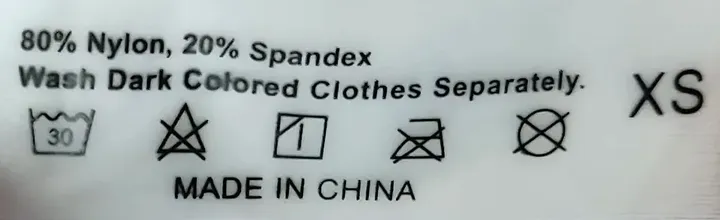 80% Nylon, 20% Spandex
Wash Dark Colored Clothes Separately.
XS
30
MADE IN CHINA